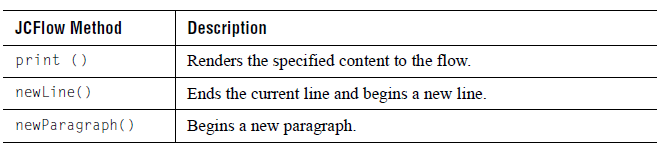 JCFlow Method Description
print () Renders the specified content to the flow.
newLine() Ends the current line and begins a new line.
newParagraph() Begins a new paragraph.